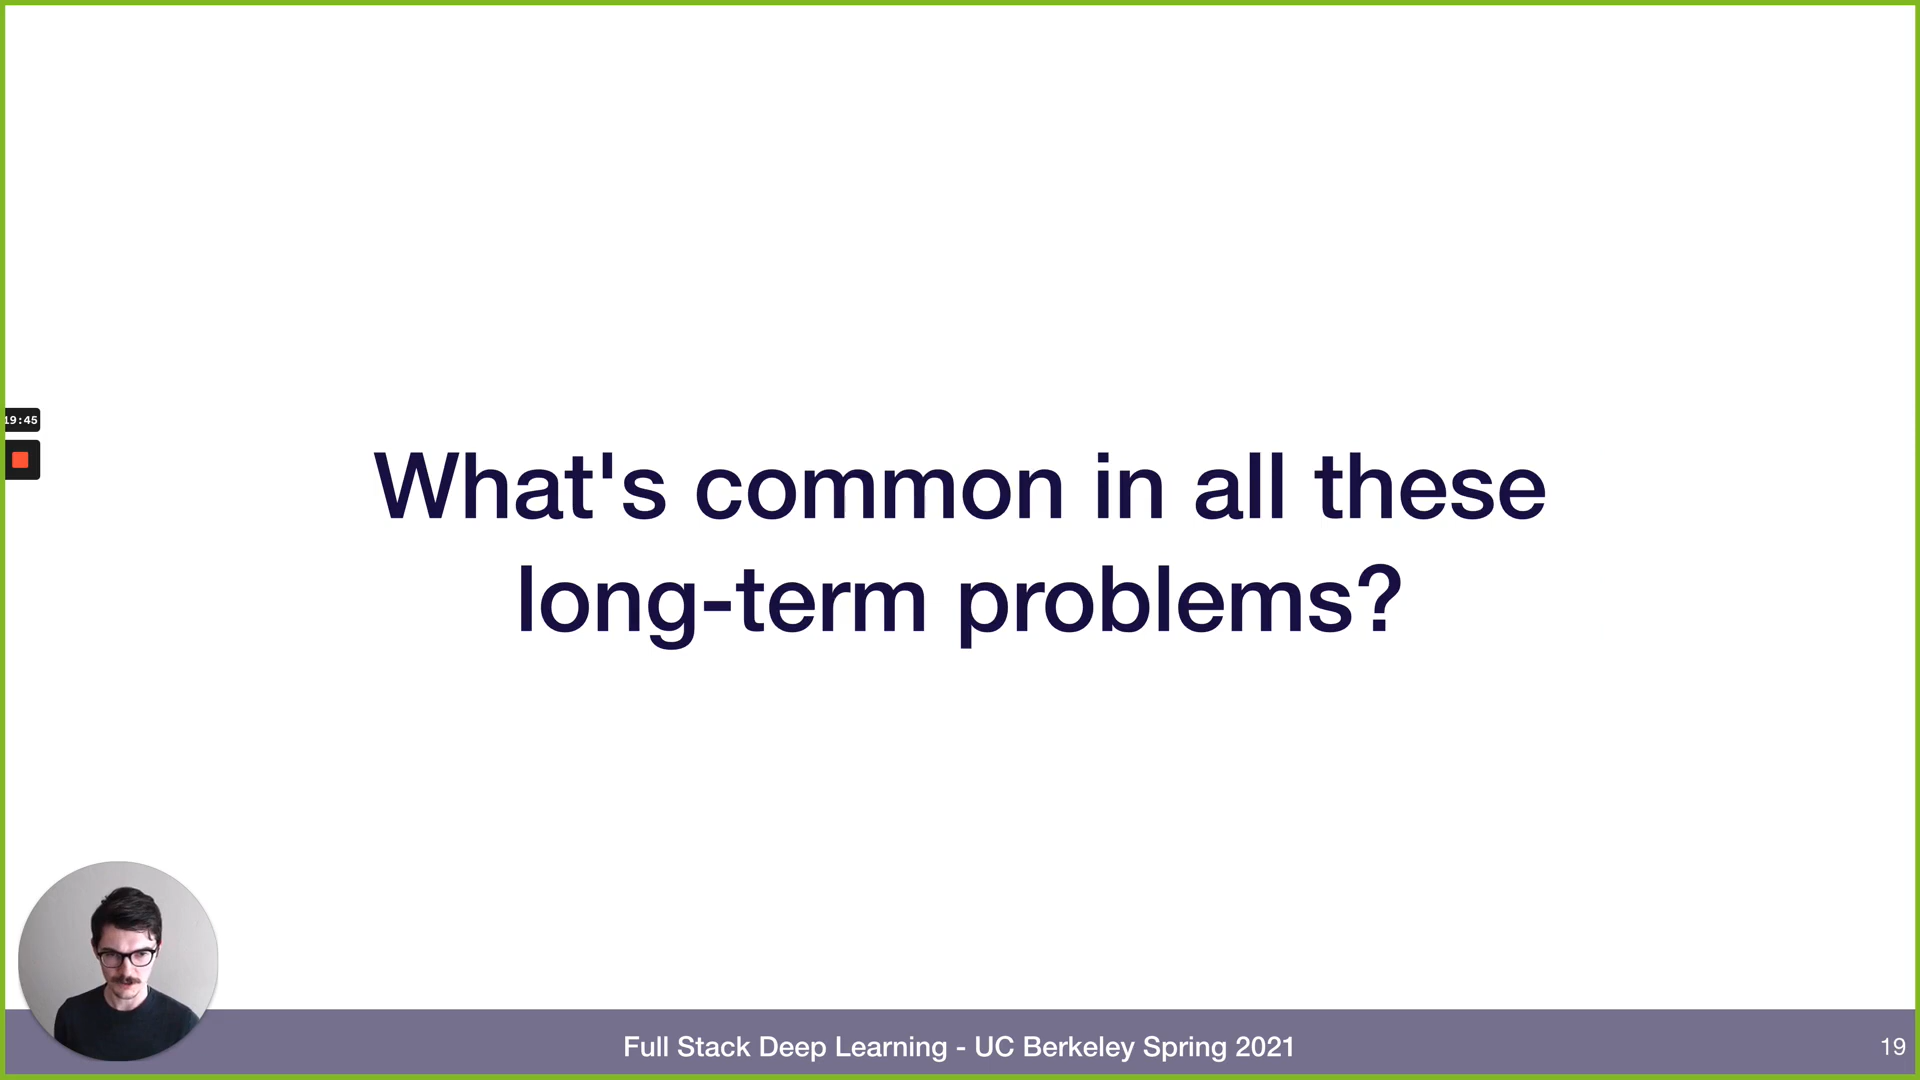 19:45
What's common in all these
long-term problems?
Full Stack Deep Learning - UC Berkeley Spring 2021
19